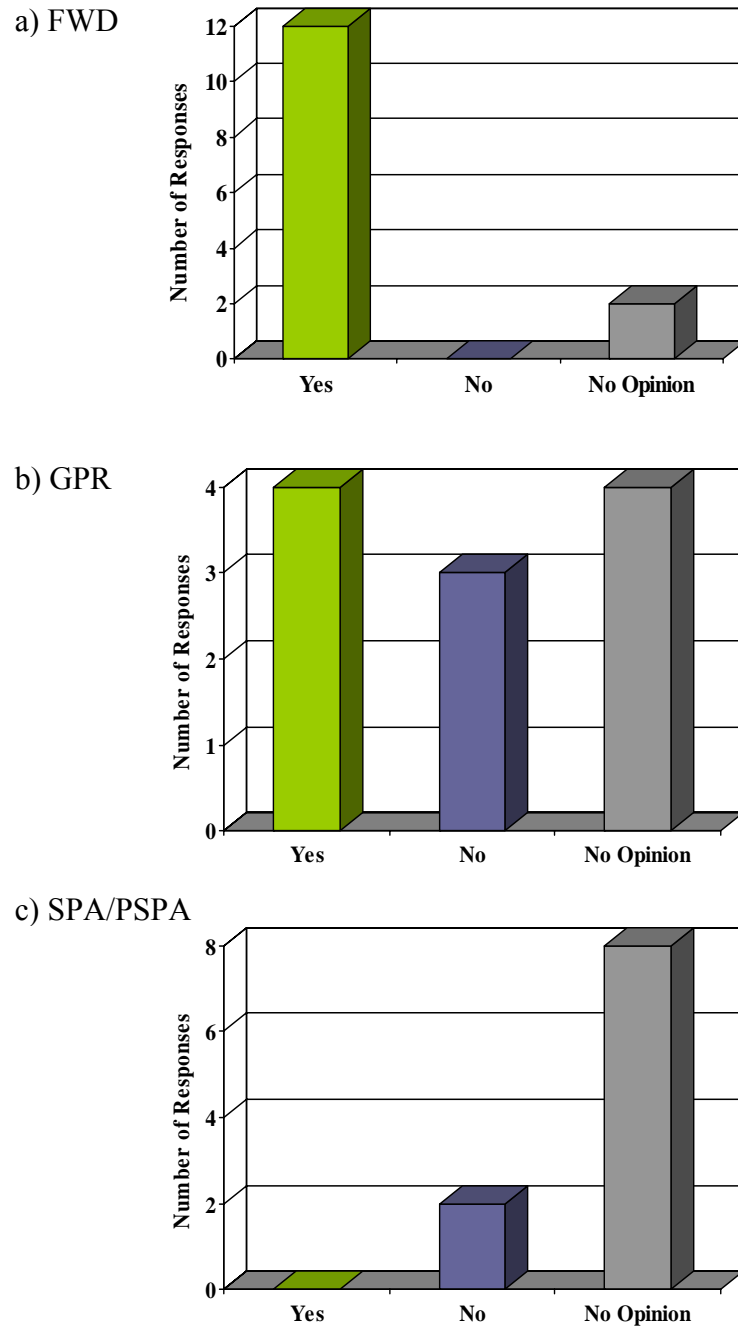 a) FWD
Number of Responses
12
10
8
6
4
2
0
Yes No No Opinion
b) GPR
Number of Responses
4
3
2
1
0
Yes No No Opinion
c) SPA/PSPA
Number of Responses
8
6
4
2
0
Yes No No Opinion